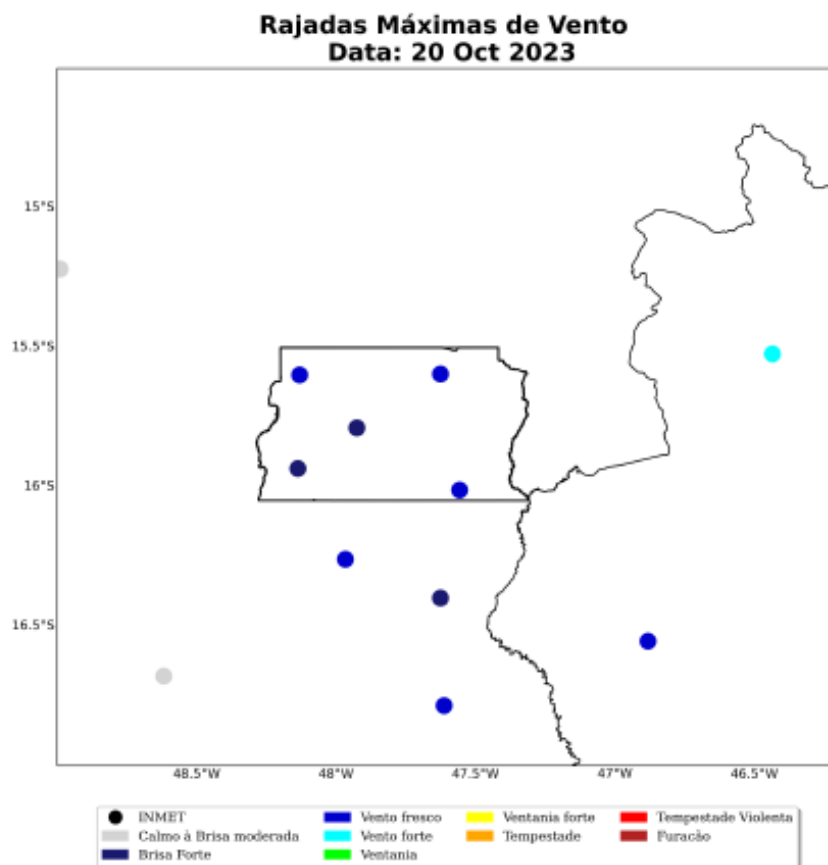 Rajadas Máximas de Vento
Data: 20 Oct 2023
15°S
15.5°S
16°S
16.5°S
48.5°W 48°W 47.5°W 47°W 46.5°W
INMET Vento fresco Ventania forte Tempestade Violenta
Calmo à Brisa moderada Vento forte Tempestade Furacão
Brisa Forte Ventania